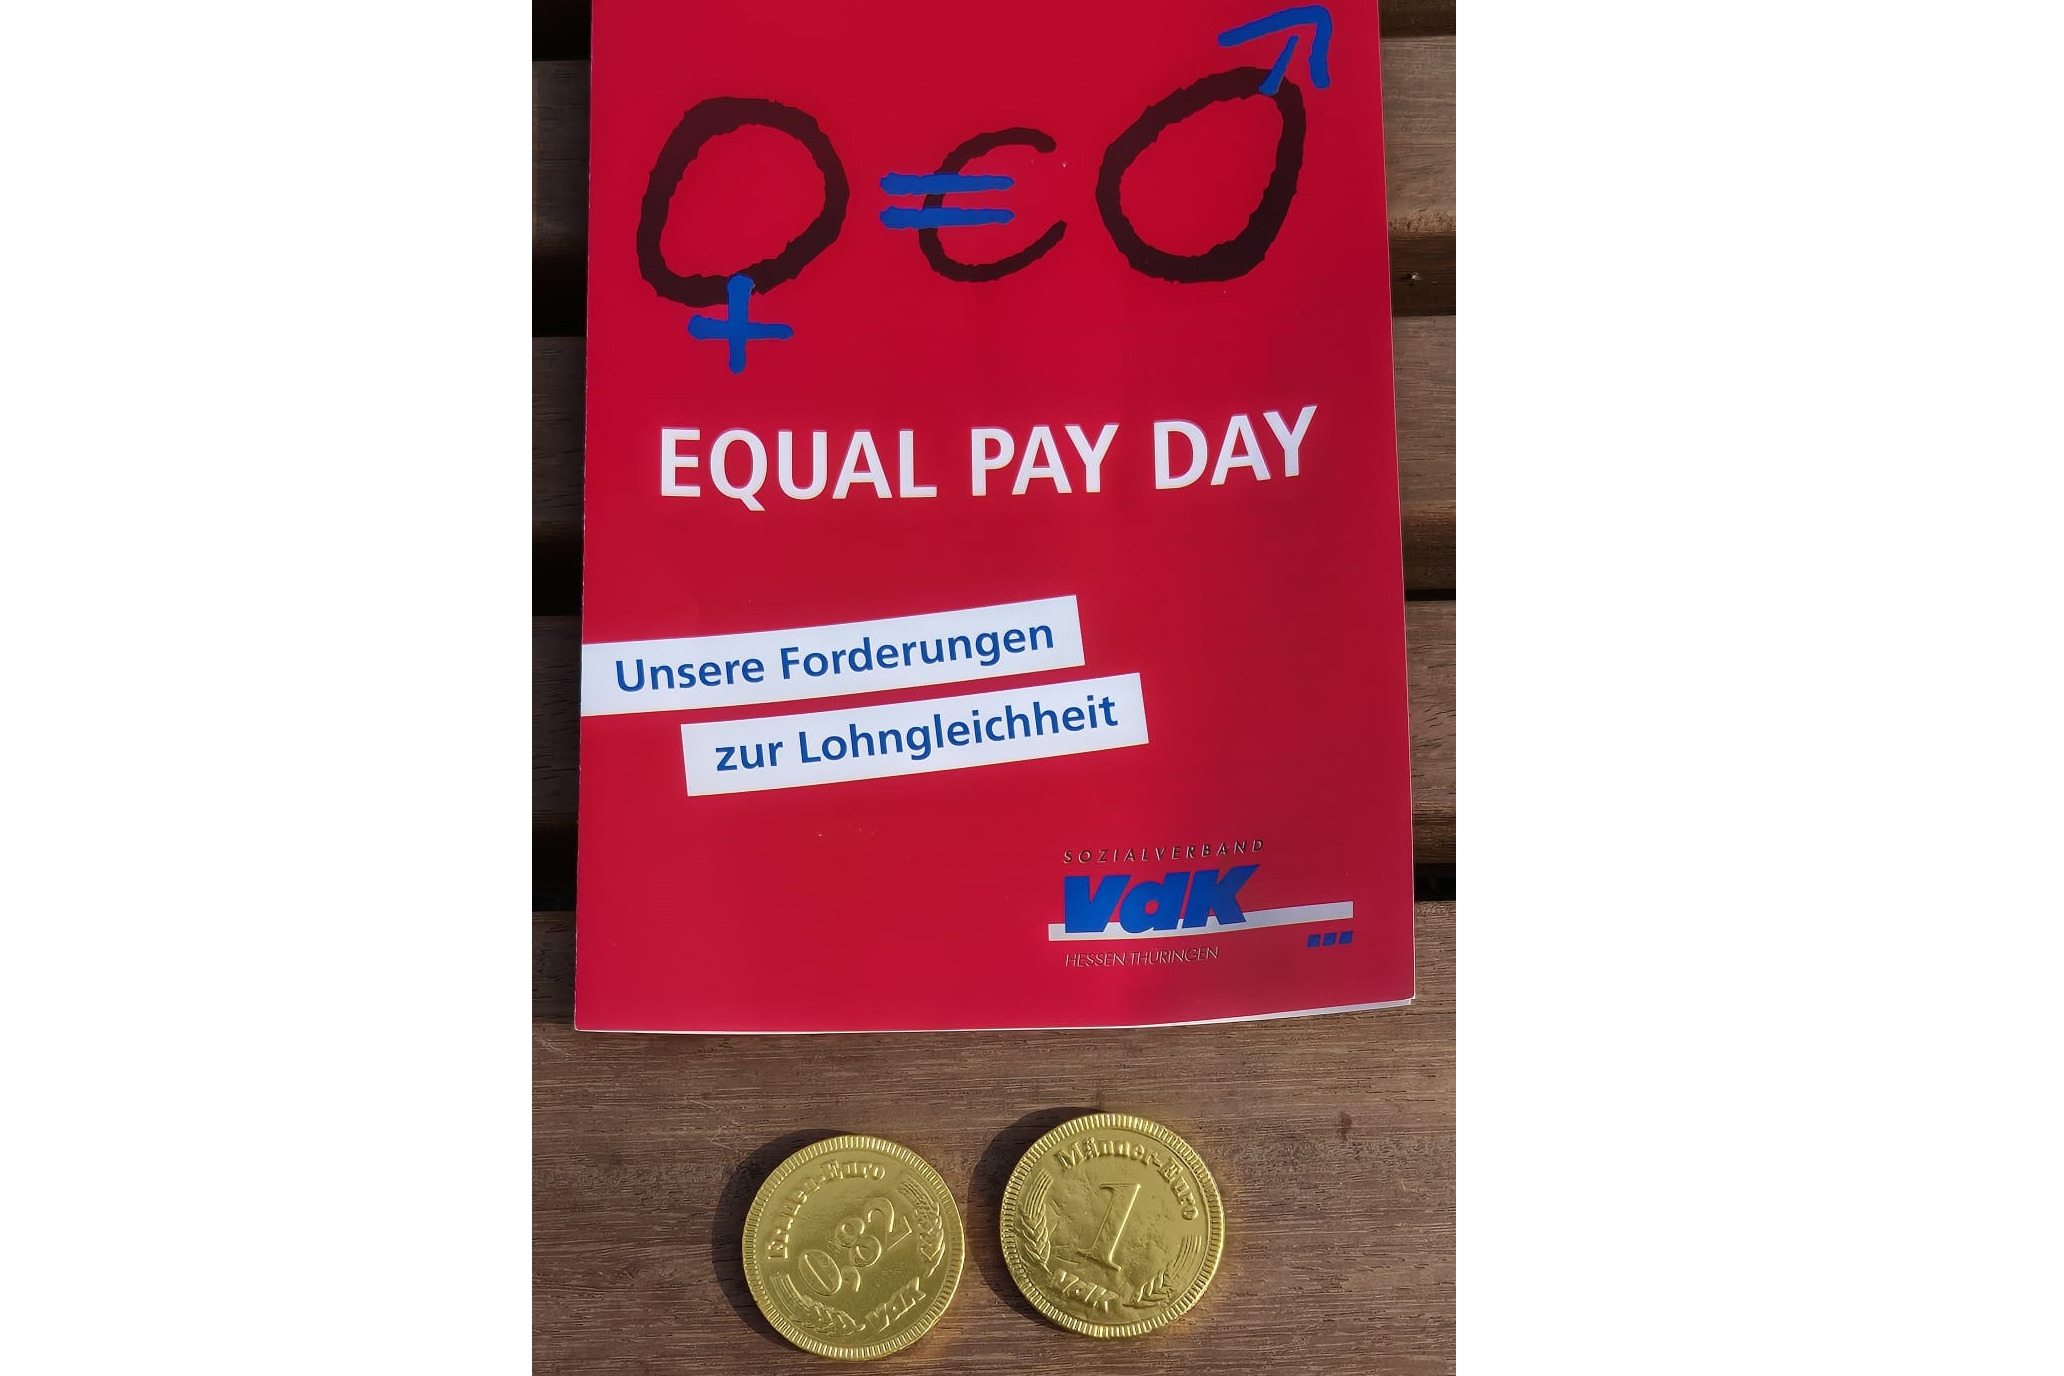 €
EQUAL PAY DAY
Unsere Forderungen
zur Lohngleichheit
SOZIALVERBAND
VdK
HESSEN-THÜRINGEN
Frauen-Euro
0,82
VdK
Männer-Euro
1
VdK